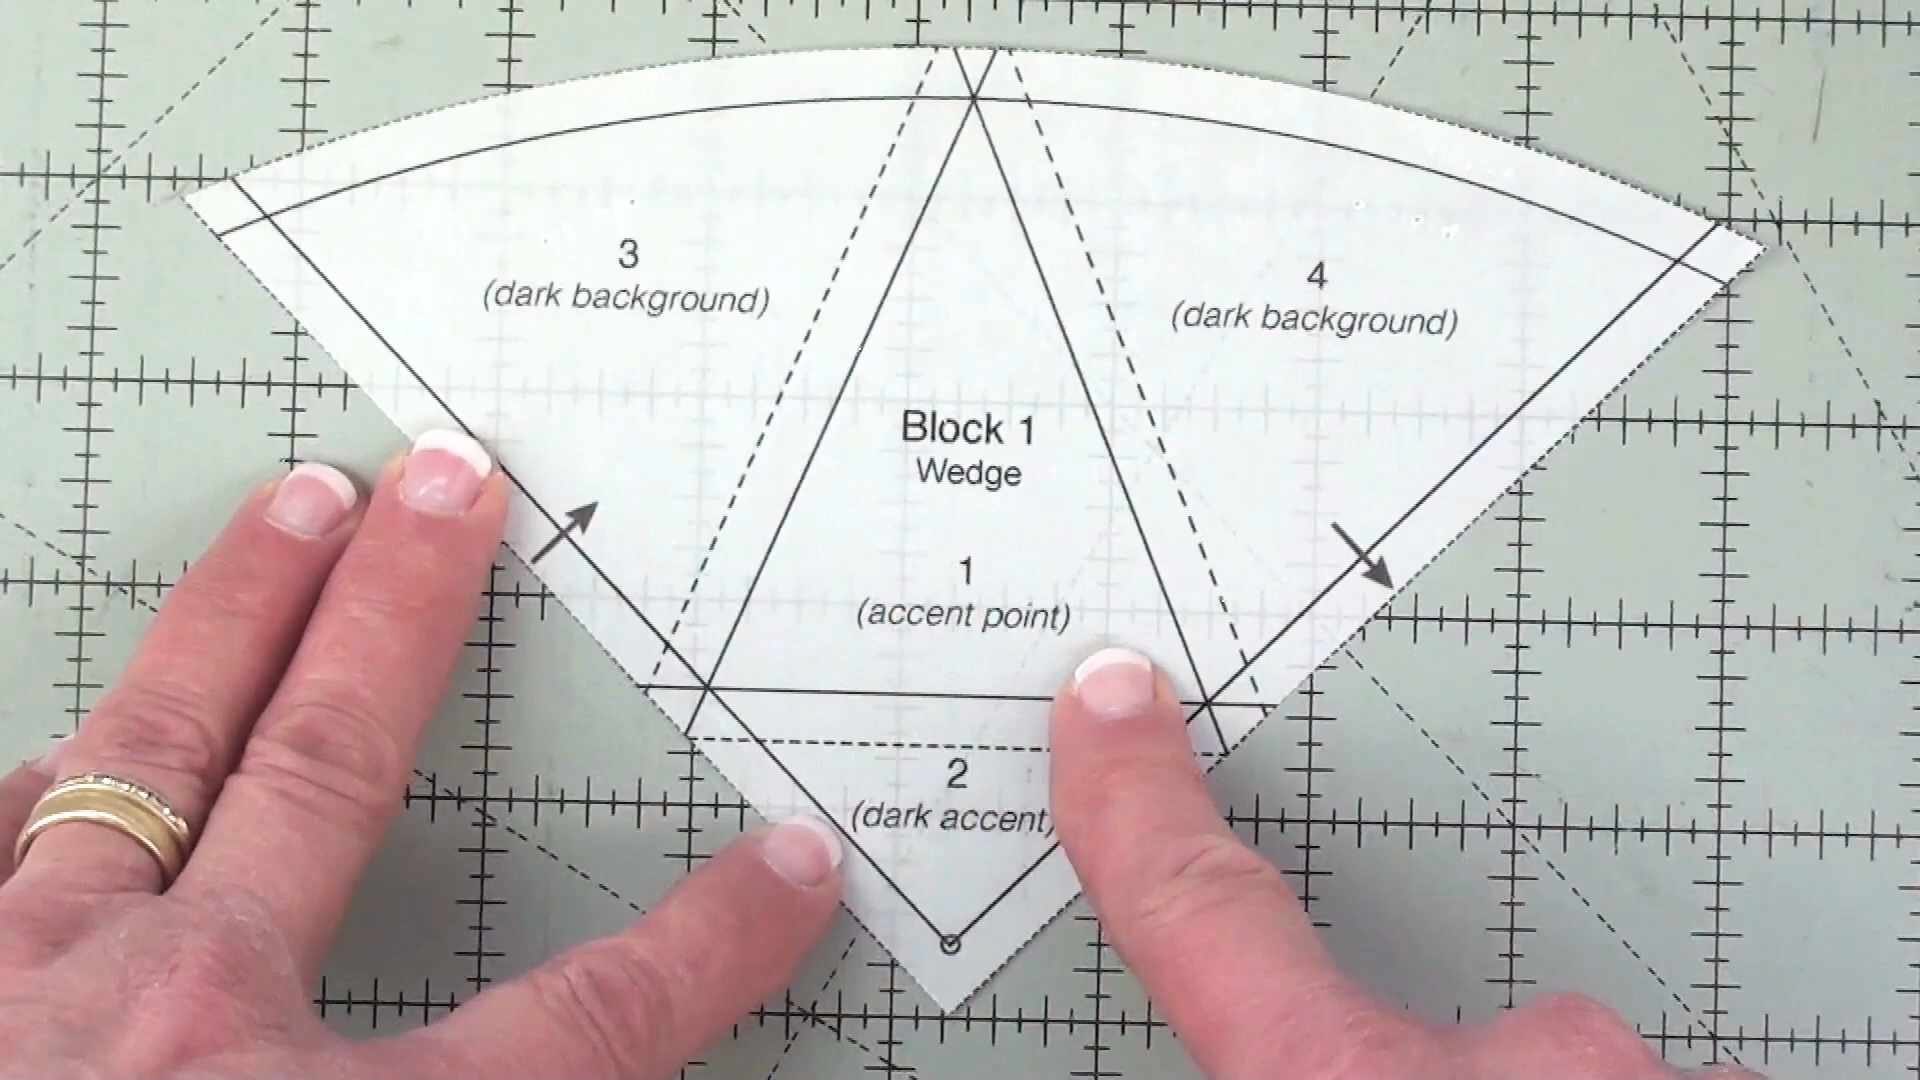 3
(dark background)
4
(dark background)
Block 1
Wedge
1
(accent point)
2
(dark accent)